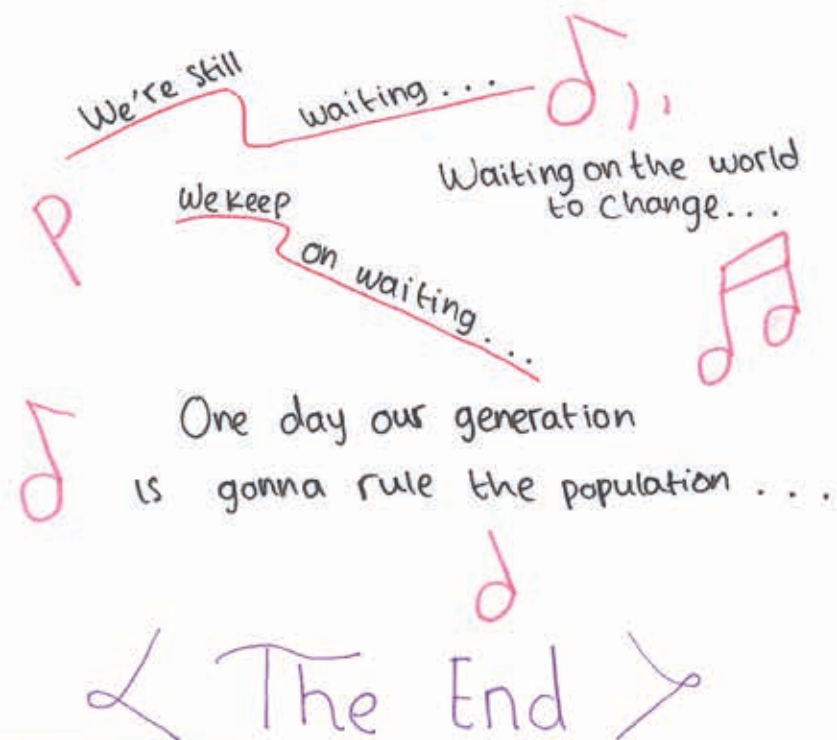 We're still waiting...
Waiting on the world
to change...
We keep on waiting...
One day our generation
is gonna rule the population...
The End